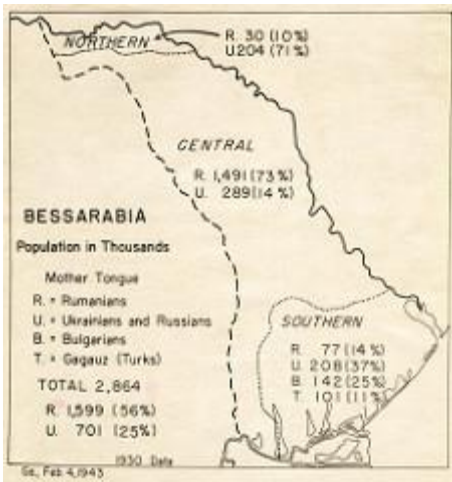 NORTHERN
R. 30 (10%)
U. 204 (71%)
CENTRAL
R. 1,491 (73%)
U. 289 (14%)
BESSARABIA
Population in Thousands
Mother Tongue
R. = Rumanians
U. = Ukrainians and Russians
B. = Bulgarians
T. = Gagauz (Turks)
TOTAL 2,864
R. 1,599 (56%)
U. 701 (25%)
SOUTHERN
R. 77 (14%)
U. 208 (37%)
B. 142 (25%)
T. 101 (11%)
1930 Data
Gs, Feb 4, 1943